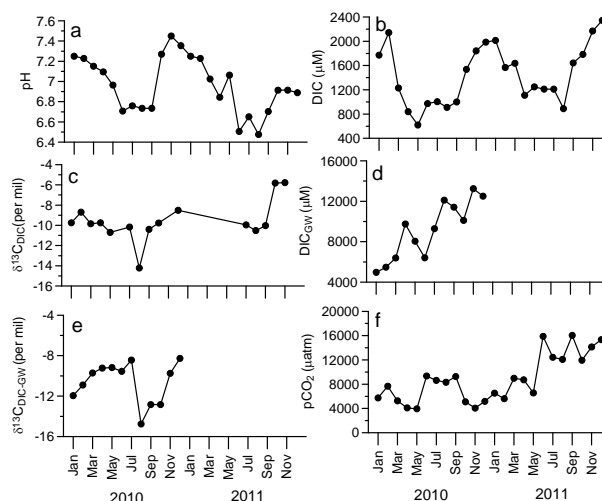 a
pH
7.6
7.4
7.2
7.0
6.8
6.6
6.4
b
DIC (μM)
2400
2000
1600
1200
800
400
c
δ¹³C_DIC(per mil)
-4
-6
-8
-10
-12
-14
-16
d
DIC_GW (μM)
16000
12000
8000
4000
e
δ¹³C_DIC-GW (per mil)
-4
-8
-12
-16
Jan
Mar
May
Jul
Sep
Nov
Jan
Mar
May
Jul
Sep
Nov
2010
2011
f
pCO₂ (μatm)
20000
16000
12000
8000
4000
0
Jan
Mar
May
Jul
Sep
Nov
Jan
Mar
May
Jul
Sep
Nov
2010
2011